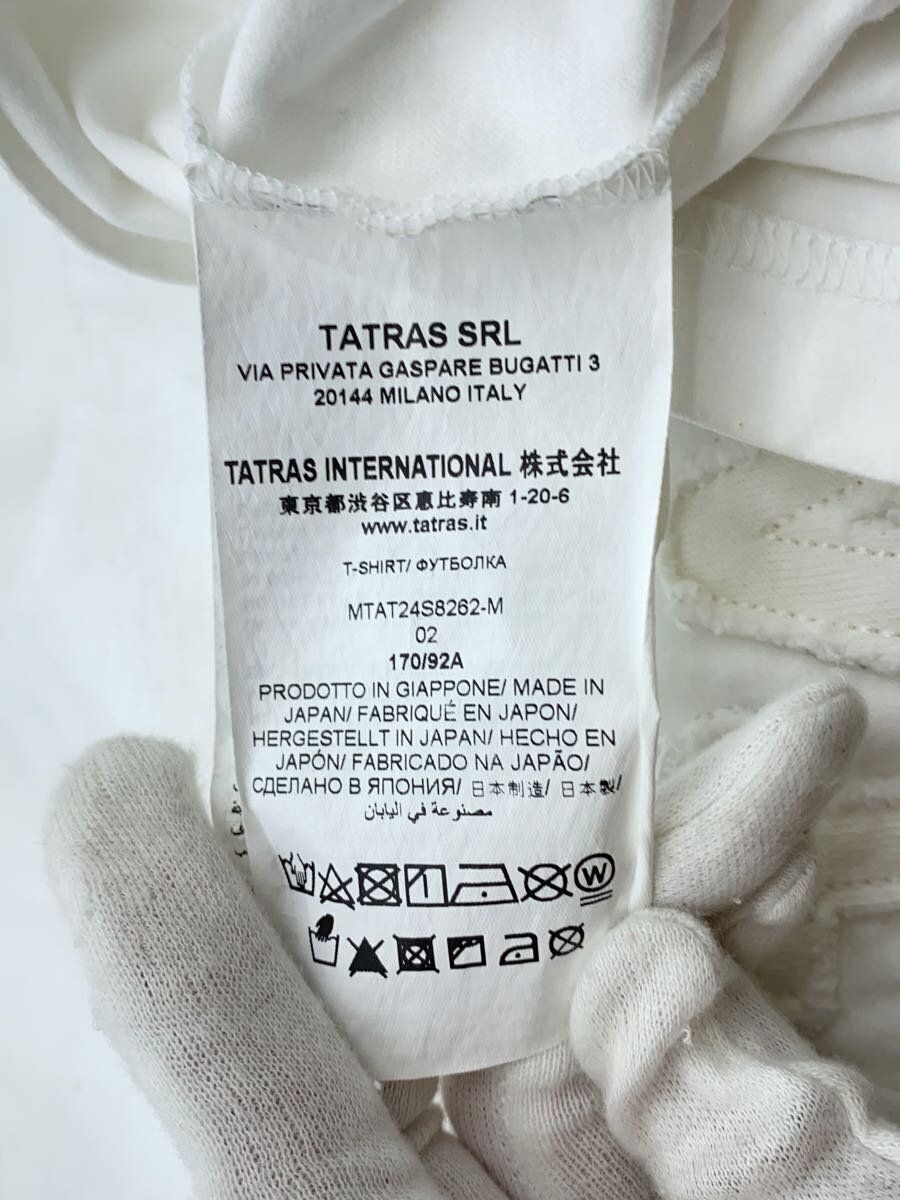 TATRAS SRL
VIA PRIVATA GASPARE BUGATTI 3
20144 MILANO ITALY
TATRAS INTERNATIONAL 株式会社
東京都渋谷区恵比寿南 1-20-6
www.tatras.it
T-SHIRT/ ФУТБОЛКА
MTAT24S8262-M
02
170/92A
PRODOTTO IN GIAPPONE/ MADE IN
JAPAN/ FABRIQUÉ EN JAPON/
HERGESTELLT IN JAPAN/ HECHO EN
JAPÓN/ FABRICADO NA JAPÃO/
СДЕЛАНО В ЯПОНИЯ/ 日本制造/ 日本製/
مصنوعة في اليابان
W